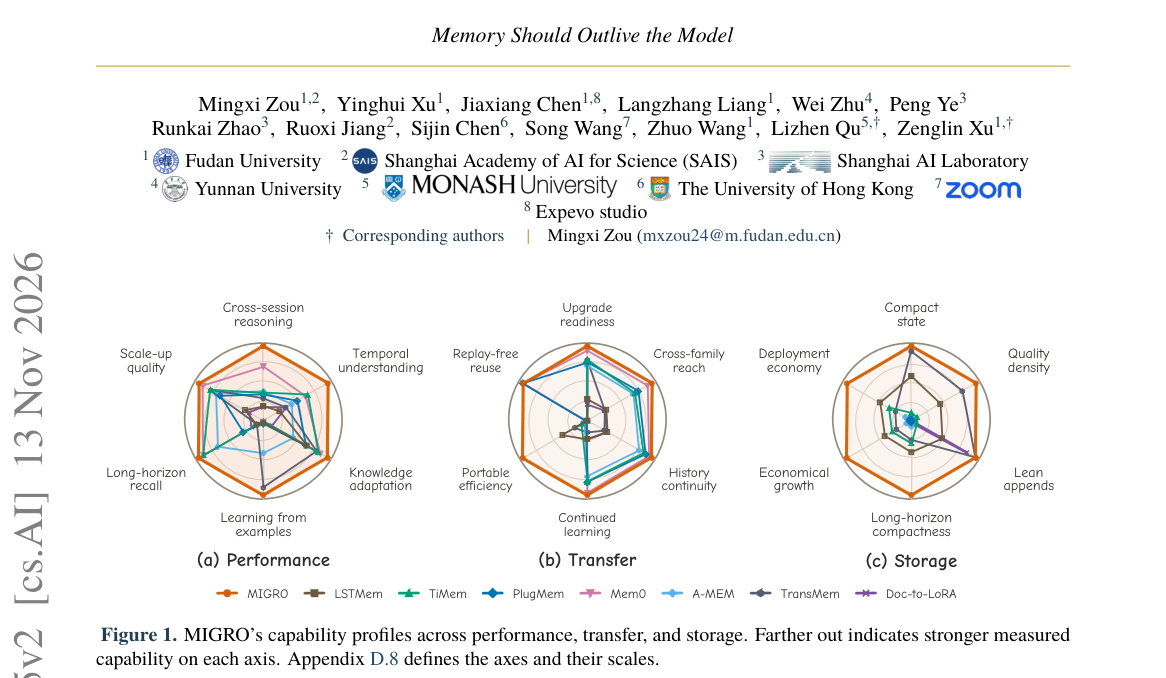 Memory Should Outlive the Model
Mingxi Zou1,2, Yinghui Xu1, Jiaxiang Chen1,8, Langzhang Liang1, Wei Zhu4, Peng Ye3
Runkai Zhao3, Ruoxi Jiang2, Sijin Chen6, Song Wang7, Zhuo Wang1, Lizhen Qu5,†, Zenglin Xu1,†
1 Fudan University 2 SAIS Shanghai Academy of AI for Science (SAIS) 3 Shanghai AI Laboratory
4 Yunnan University 5 MONASH University 6 The University of Hong Kong 7 zoom
8 Expevo studio
† Corresponding authors | Mingxi Zou (mxzou24@m.fudan.edu.cn)
5v2 [cs.AI] 13 Nov 2026
Cross-session
reasoning
Temporal
understanding
Knowledge
adaptation
Learning from
examples
Long-horizon
recall
Scale-up
quality
(a) Performance
Upgrade
readiness
Cross-family
reach
History
continuity
Continued
learning
Portable
efficiency
Replay-free
reuse
(b) Transfer
Compact
state
Quality
density
Lean
appends
Long-horizon
compactness
Economical
growth
Deployment
economy
(c) Storage
MIGRO LSTMem TiMem PlugMem Mem0 A-MEM TransMem Doc-to-LoRA
Figure 1. MIGRO's capability profiles across performance, transfer, and storage. Farther out indicates stronger measured
capability on each axis. Appendix D.8 defines the axes and their scales.